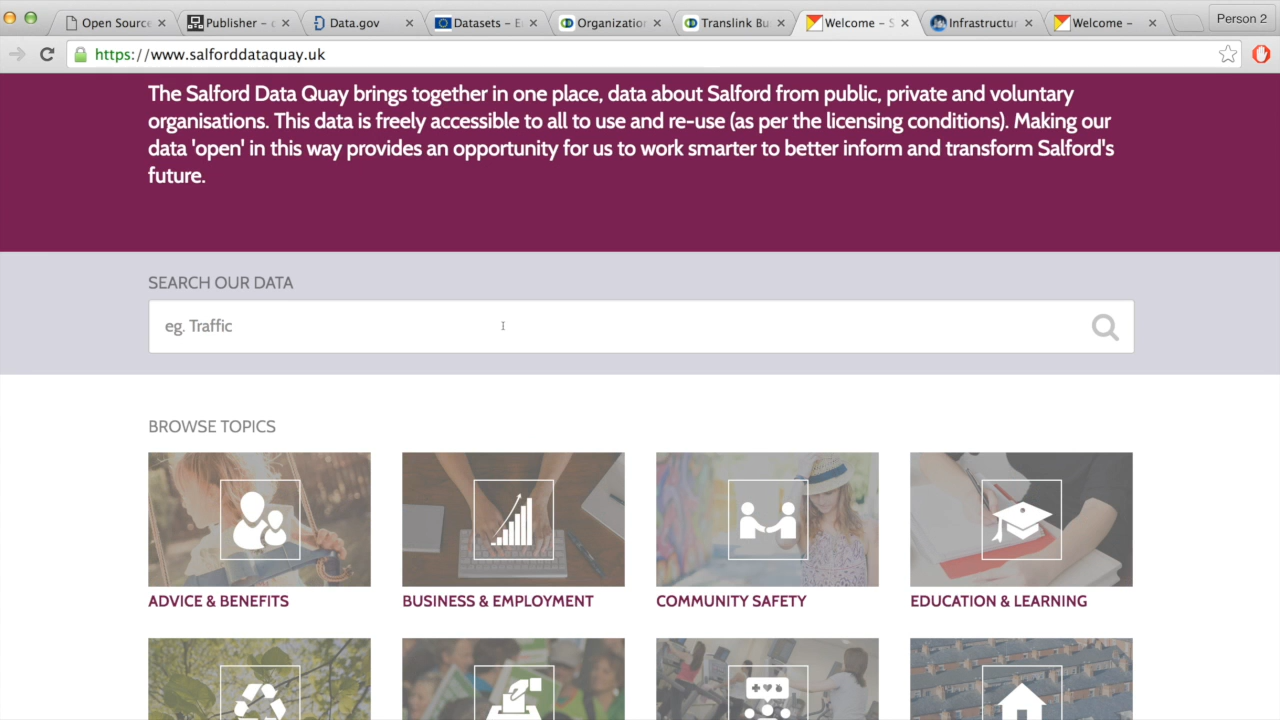 Open Source
Publisher –
Data.gov
Datasets –
Organizatio
Translink Bu
Welcome –
Infrastructur
Welcome –
Person 2
https://www.salforddataquay.uk
The Salford Data Quay brings together in one place, data about Salford from public, private and voluntary
organisations. This data is freely accessible to all to use and re-use (as per the licensing conditions). Making our
data 'open' in this way provides an opportunity for us to work smarter to better inform and transform Salford's
future.
SEARCH OUR DATA
eg. Traffic
BROWSE TOPICS
ADVICE & BENEFITS
BUSINESS & EMPLOYMENT
COMMUNITY SAFETY
EDUCATION & LEARNING